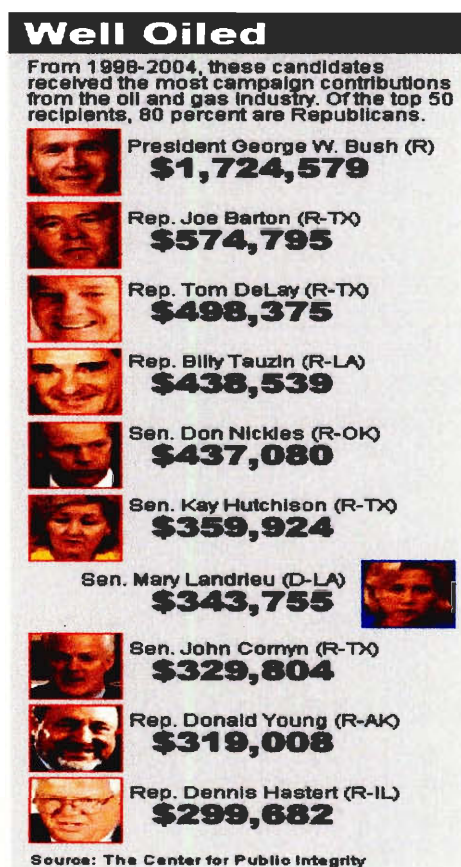 Well Oiled
From 1998-2004, these candidates
received the most campaign contributions
from the oil and gas industry. Of the top 50
recipients, 80 percent are Republicans.
President George W. Bush (R)
$1,724,579
Rep. Joe Barton (R-TX)
$574,795
Rep. Tom DeLay (R-TX)
$498,375
Rep. Billy Tauzin (R-LA)
$438,539
Sen. Don Nickles (R-OK)
$437,080
Sen. Kay Hutchison (R-TX)
$359,924
Sen. Mary Landrieu (D-LA)
$343,755
Sen. John Cornyn (R-TX)
$329,804
Rep. Donald Young (R-AK)
$319,008
Rep. Dennis Hastert (R-IL)
$299,682
Source: The Center for Public Integrity